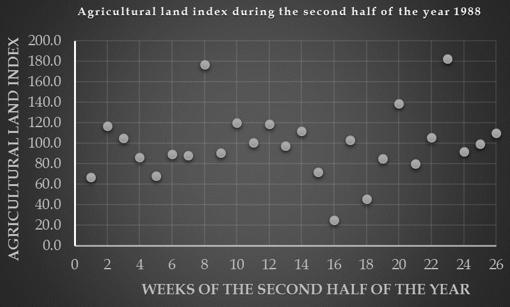 Agricultural land index during the second half of the year 1988
AGRICULTURAL LAND INDEX
200.0
180.0
160.0
140.0
120.0
100.0
80.0
60.0
40.0
20.0
0.0
0 2 4 6 8 10 12 14 16 18 20 22 24 26
WEEKS OF THE SECOND HALF OF THE YEAR